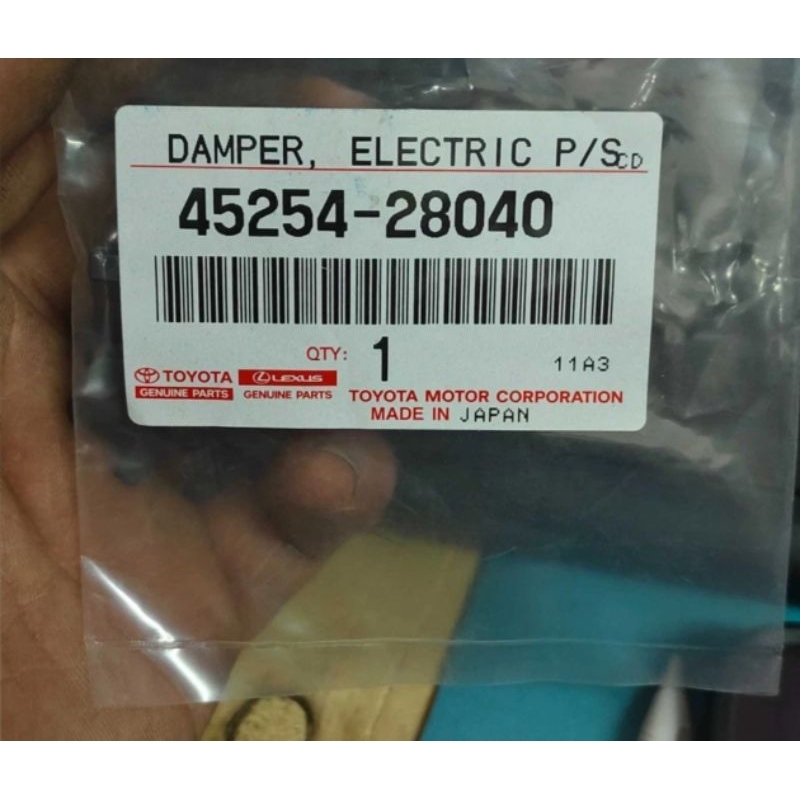 DAMPER, ELECTRIC P/SCD
45254-28040
QTY: 1
11A3
TOYOTA LEXUS
GENUINE PARTS GENUINE PARTS
TOYOTA MOTOR CORPORATION
MADE IN JAPAN